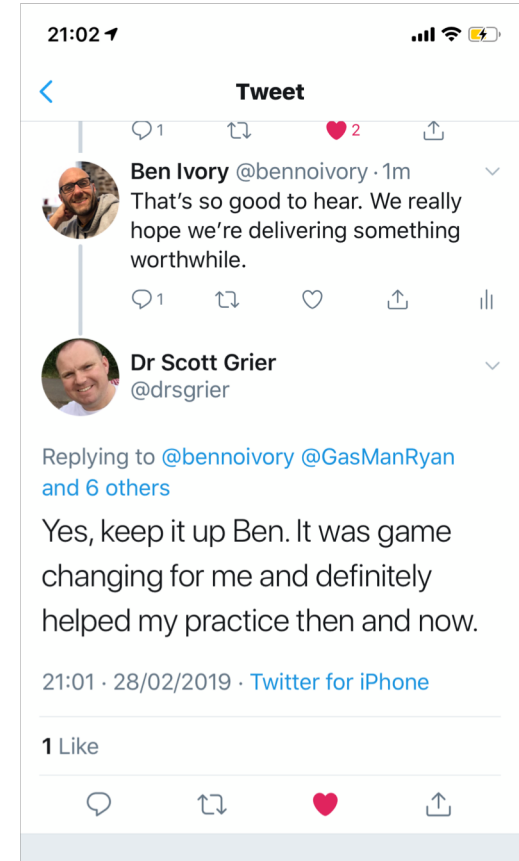 21:02
Tweet
1 2
Ben Ivory @bennoivory · 1m
That’s so good to hear. We really
hope we’re delivering something
worthwhile.
1
Dr Scott Grier
@drsgrier
Replying to @bennoivory @GasManRyan
and 6 others
Yes, keep it up Ben. It was game
changing for me and definitely
helped my practice then and now.
21:01 · 28/02/2019 · Twitter for iPhone
1 Like